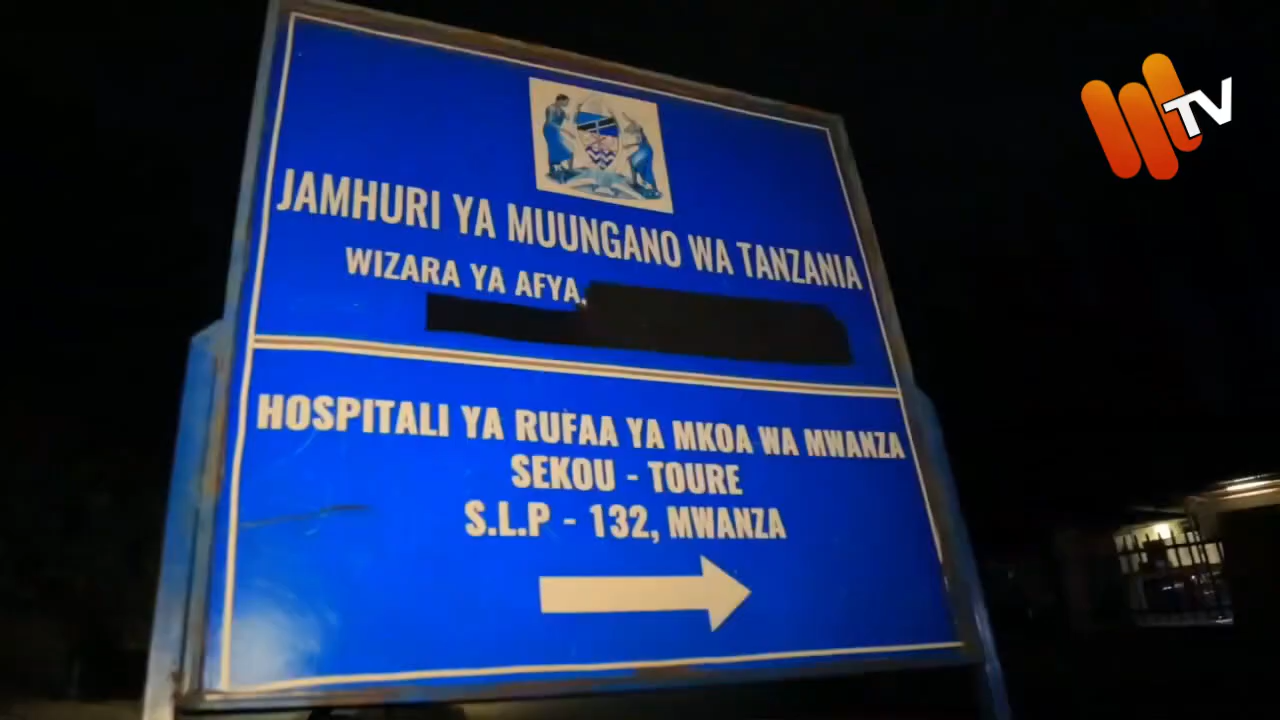 JAMHURI YA MUUNGANO WA TANZANIA
WIZARA YA AFYA,
HOSPITALI YA RUFAA YA MKOA WA MWANZA
SEKOU - TOURE
S.L.P - 132, MWANZA
TV